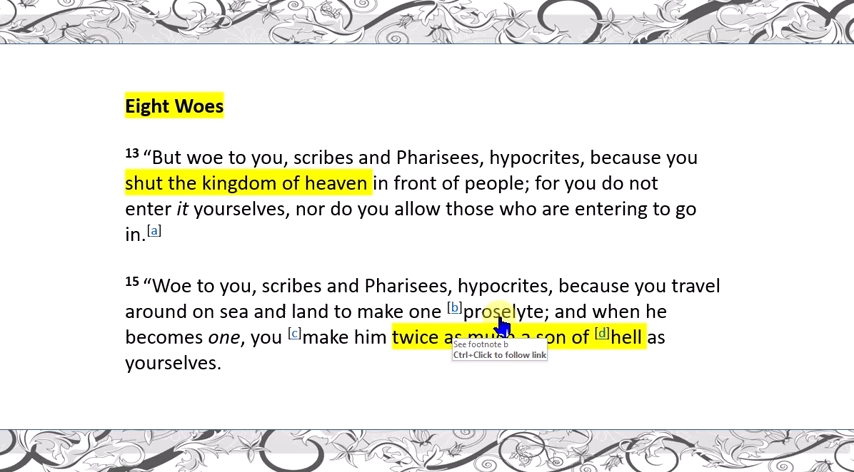 Eight Woes
13 “But woe to you, scribes and Pharisees, hypocrites, because you
shut the kingdom of heaven in front of people; for you do not
enter it yourselves, nor do you allow those who are entering to go
in.[a]
15 “Woe to you, scribes and Pharisees, hypocrites, because you travel
around on sea and land to make one [b]proselyte; and when he
becomes one, you [c]make him twice as much a son of [d]hell as
See footnote b
Ctrl+Click to follow link
yourselves.